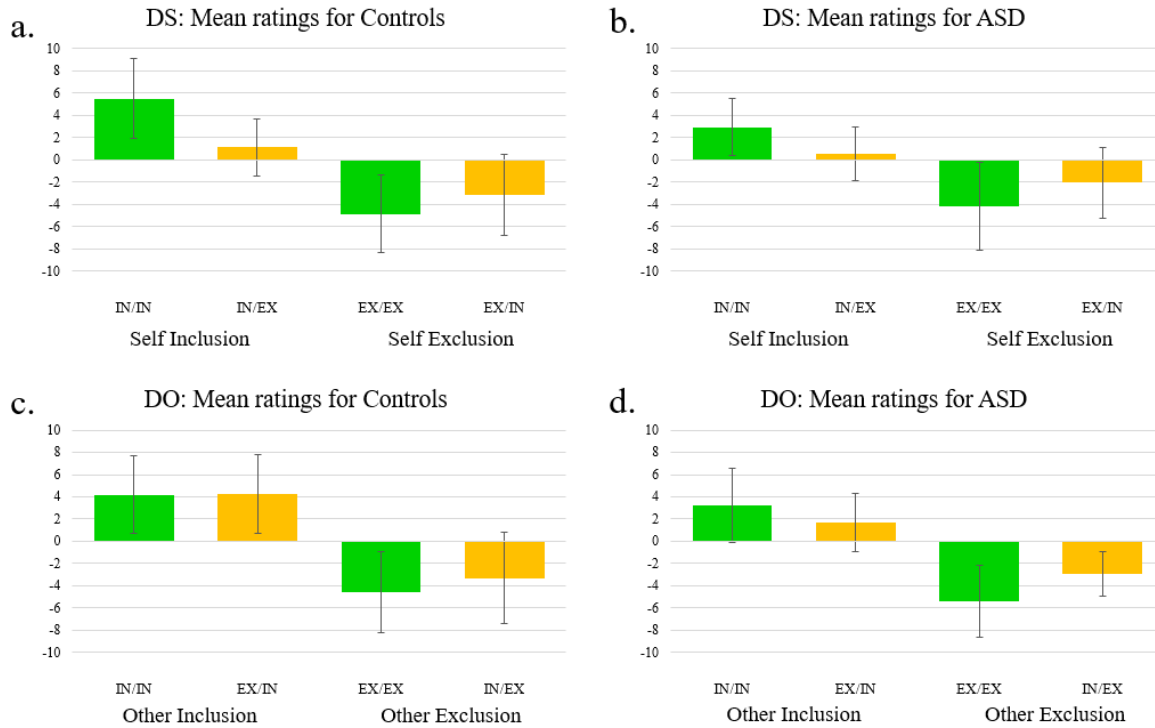 a.
DS: Mean ratings for Controls
10
8
6
4
2
0
-2
-4
-6
-8
-10
IN/IN IN/EX EX/EX EX/IN
Self Inclusion Self Exclusion
b.
DS: Mean ratings for ASD
10
8
6
4
2
0
-2
-4
-6
-8
-10
IN/IN IN/EX EX/EX EX/IN
Self Inclusion Self Exclusion
c.
DO: Mean ratings for Controls
10
8
6
4
2
0
-2
-4
-6
-8
-10
IN/IN EX/IN EX/EX IN/EX
Other Inclusion Other Exclusion
d.
DO: Mean ratings for ASD
10
8
6
4
2
0
-2
-4
-6
-8
-10
IN/IN EX/IN EX/EX IN/EX
Other Inclusion Other Exclusion